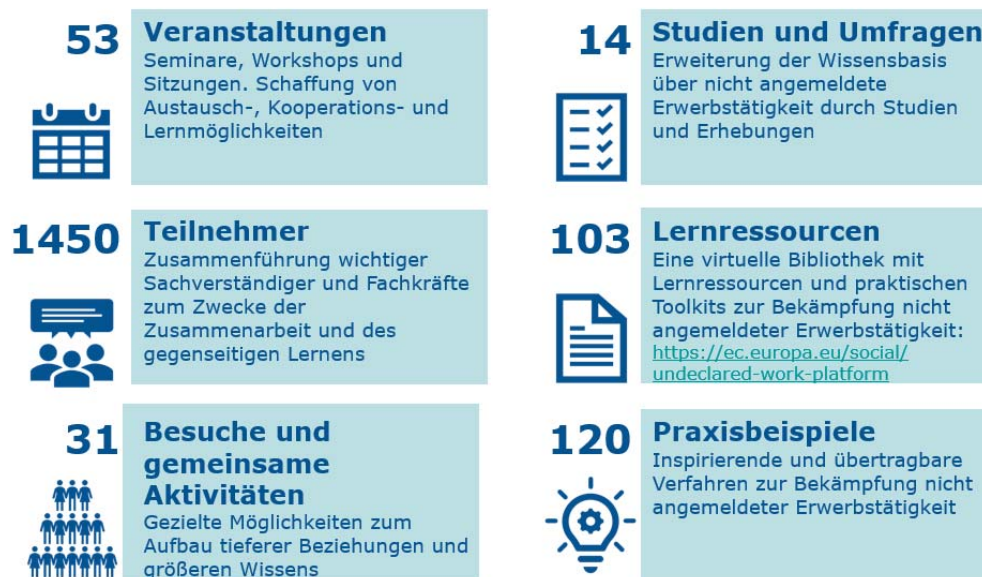 53
Veranstaltungen
Seminare, Workshops und
Sitzungen. Schaffung von
Austausch-, Kooperations- und
Lernmöglichkeiten
14
Studien und Umfragen
Erweiterung der Wissensbasis
über nicht angemeldete
Erwerbstätigkeit durch Studien
und Erhebungen
1450
Teilnehmer
Zusammenführung wichtiger
Sachverständiger und Fachkräfte
zum Zwecke der
Zusammenarbeit und des
gegenseitigen Lernens
103
Lernressourcen
Eine virtuelle Bibliothek mit
Lernressourcen und praktischen
Toolkits zur Bekämpfung nicht
angemeldeter Erwerbstätigkeit:
https://ec.europa.eu/social/
undeclared-work-platform
31
Besuche und
gemeinsame
Aktivitäten
Gezielte Möglichkeiten zum
Aufbau tieferer Beziehungen und
größeren Wissens
120
Praxisbeispiele
Inspirierende und übertragbare
Verfahren zur Bekämpfung nicht
angemeldeter Erwerbstätigkeit